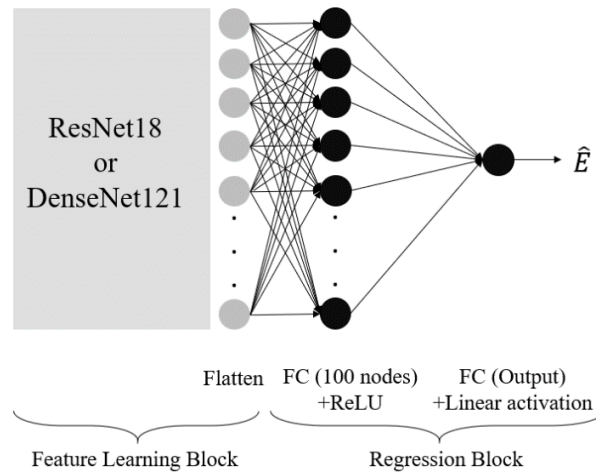 ResNet18
or
DenseNet121
Ê
Flatten
FC (100 nodes)
+ReLU
FC (Output)
+Linear activation
Feature Learning Block
Regression Block